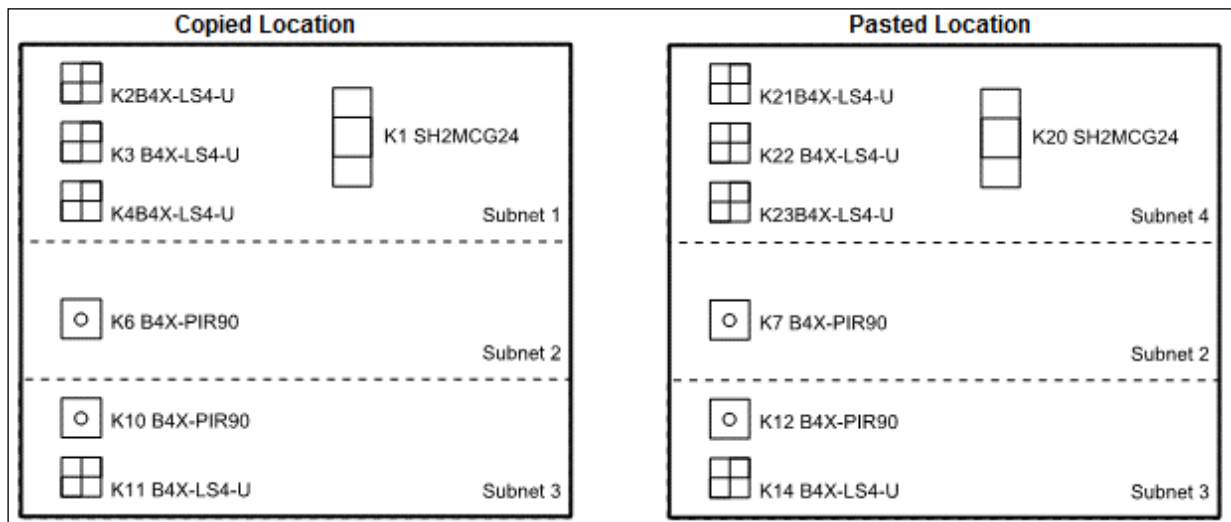 Copied Location
K2B4X-LS4-U
K3 B4X-LS4-U
K1 SH2MCG24
K4B4X-LS4-U
Subnet 1
K6 B4X-PIR90
Subnet 2
K10 B4X-PIR90
K11 B4X-LS4-U
Subnet 3
Pasted Location
K21B4X-LS4-U
K22 B4X-LS4-U
K20 SH2MCG24
K23B4X-LS4-U
Subnet 4
K7 B4X-PIR90
Subnet 2
K12 B4X-PIR90
K14 B4X-LS4-U
Subnet 3